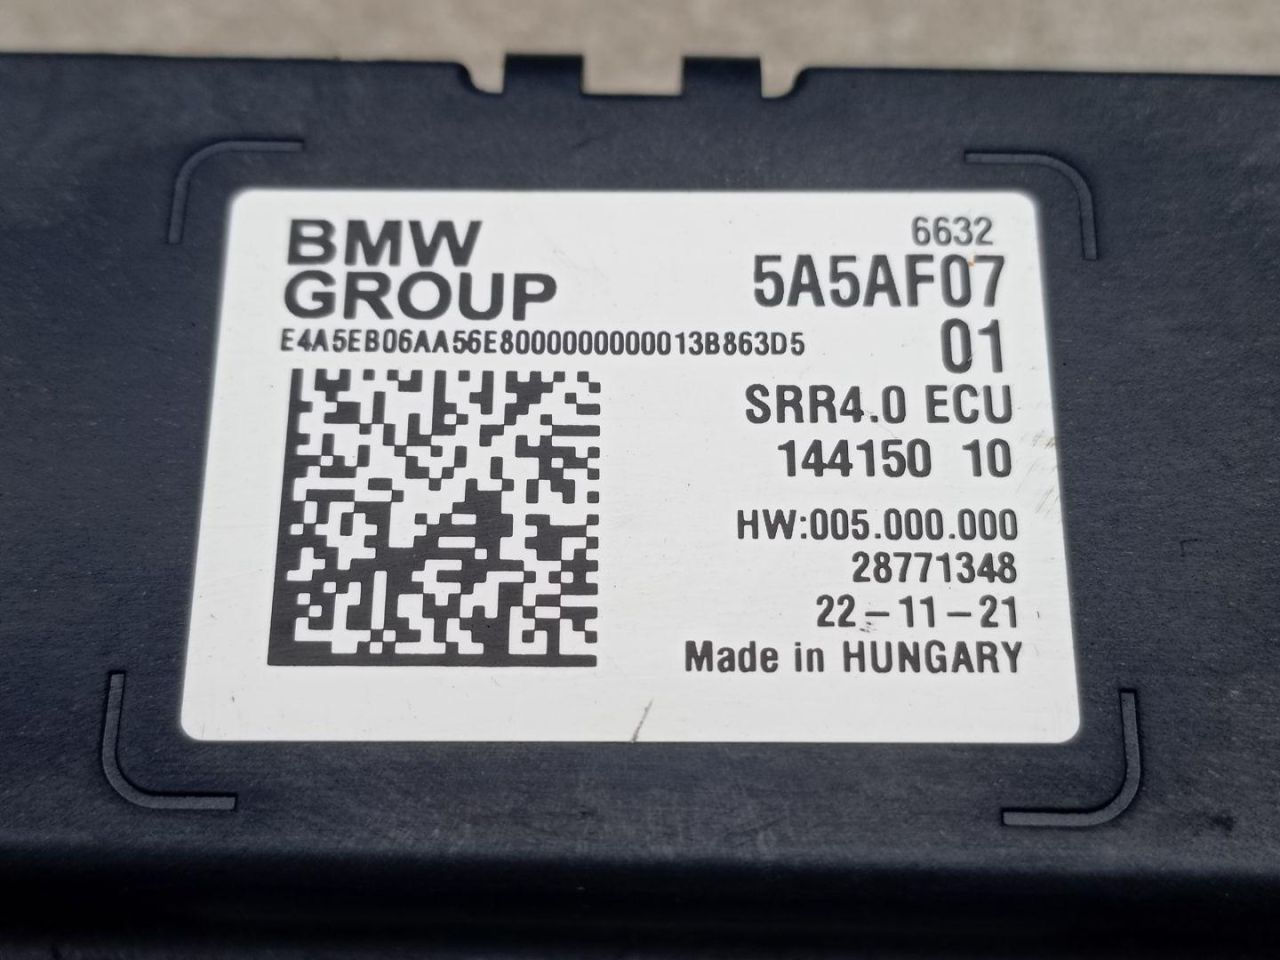 BMW
GROUP
E4A5EB06AA56E8000000000013B863D5
6632
5A5AF07
01
SRR4.0 ECU
144150 10
HW:005.000.000
28771348
22-11-21
Made in HUNGARY